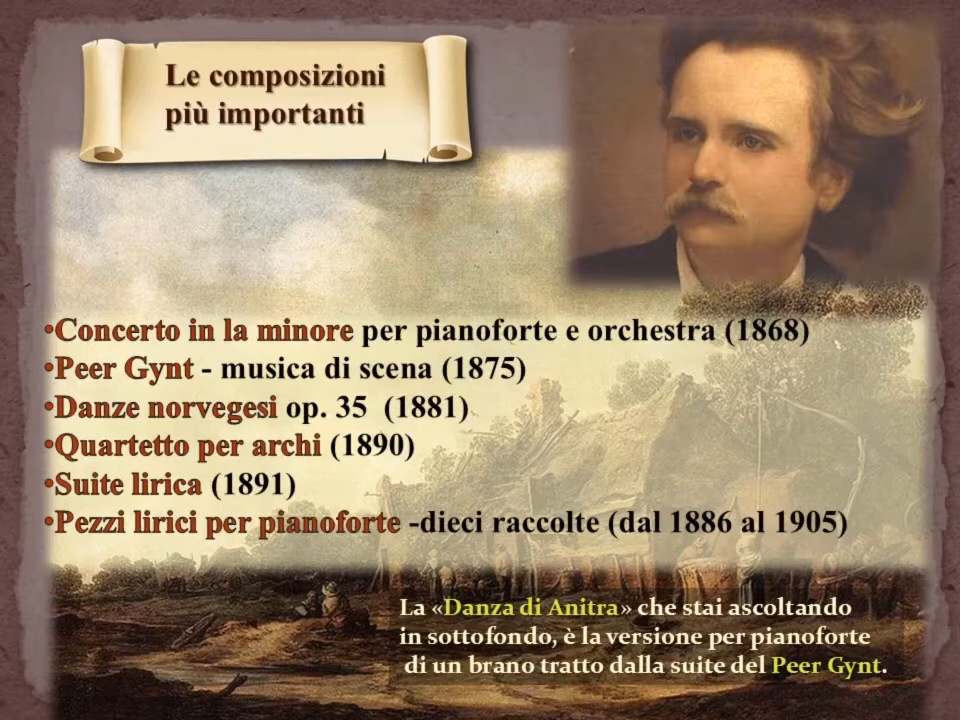 Le composizioni
più importanti
•Concerto in la minore per pianoforte e orchestra (1868)
•Peer Gynt - musica di scena (1875)
•Danze norvegesi op. 35 (1881)
•Quartetto per archi (1890)
•Suite lirica (1891)
•Pezzi lirici per pianoforte -dieci raccolte (dal 1886 al 1905)
La «Danza di Anitra» che stai ascoltando
in sottofondo, è la versione per pianoforte
di un brano tratto dalla suite del Peer Gynt.